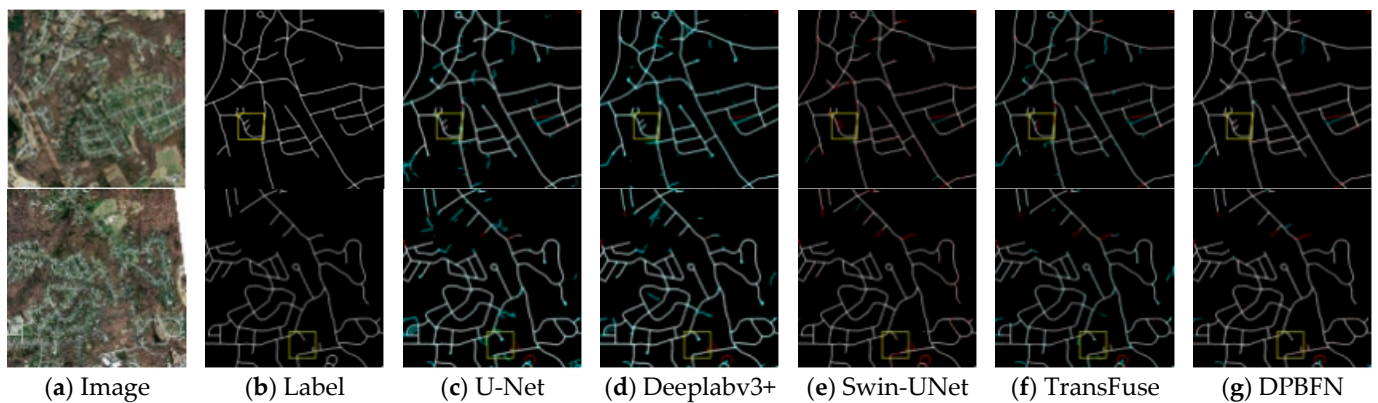 (a) Image (b) Label (c) U-Net (d) Deeplabv3+ (e) Swin-UNet (f) TransFuse (g) DPBFN